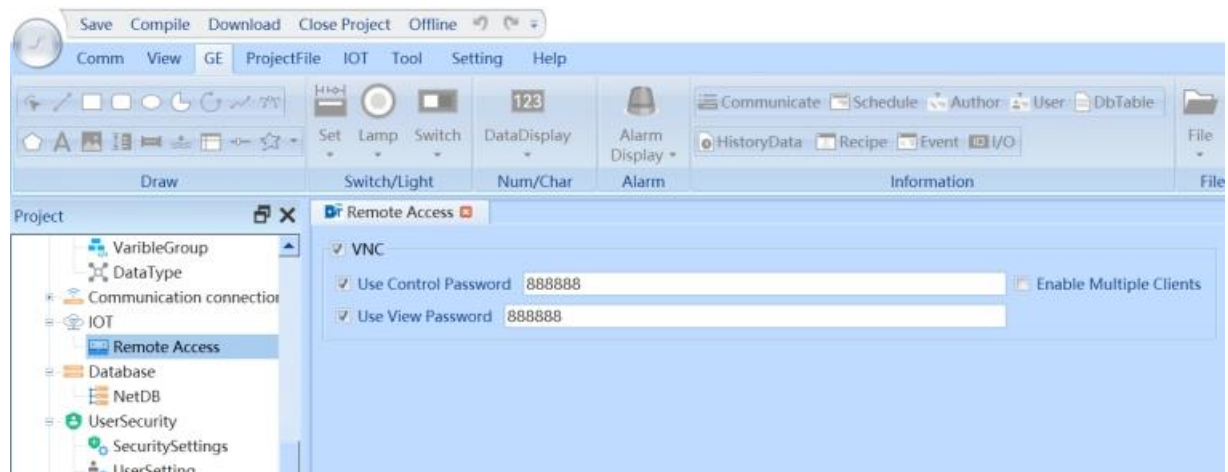 Save Compile Download Close Project Offline
Comm View GE ProjectFile IOT Tool Setting Help
Communicate Schedule Author User DbTable
Set Lamp Switch DataDisplay Alarm Display File
HistoryData Recipe Event I/O
Draw Switch/Light Num/Char Alarm Information File
Project
Remote Access
VaribleGroup
DataType
Communication connection
IOT
Remote Access
Database
NetDB
UserSecurity
SecuritySettings
UserSetting
VNC
Use Control Password 888888 Enable Multiple Clients
Use View Password 888888